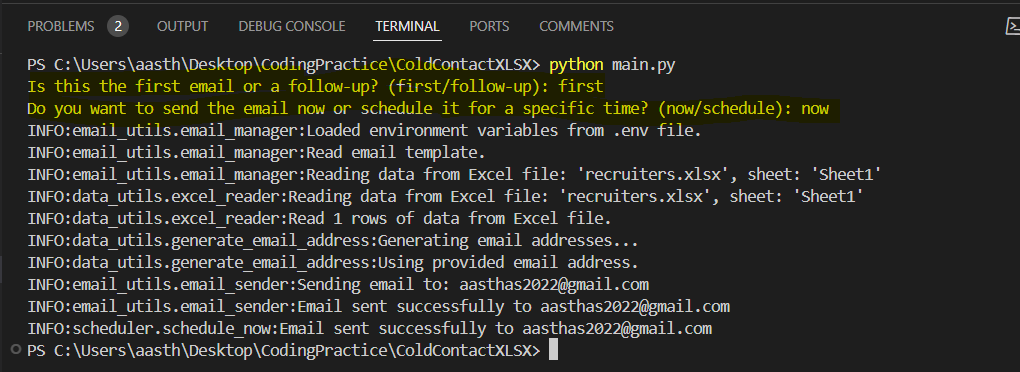 PROBLEMS 2 OUTPUT DEBUG CONSOLE TERMINAL PORTS COMMENTS
PS C:\Users\aasth\Desktop\CodingPractice\ColdContactXLSX> python main.py
Is this the first email or a follow-up? (first/follow-up): first
Do you want to send the email now or schedule it for a specific time? (now/schedule): now
INFO:email_utils.email_manager:Loaded environment variables from .env file.
INFO:email_utils.email_manager:Read email template.
INFO:email_utils.email_manager:Reading data from Excel file: 'recruiters.xlsx', sheet: 'Sheet1'
INFO:data_utils.excel_reader:Reading data from Excel file: 'recruiters.xlsx', sheet: 'Sheet1'
INFO:data_utils.excel_reader:Read 1 rows of data from Excel file.
INFO:data_utils.generate_email_address:Generating email addresses...
INFO:data_utils.generate_email_address:Using provided email address.
INFO:email_utils.email_sender:Sending email to: aasthas2022@gmail.com
INFO:email_utils.email_sender:Email sent successfully to aasthas2022@gmail.com
INFO:scheduler.schedule_now:Email sent successfully to aasthas2022@gmail.com
PS C:\Users\aasth\Desktop\CodingPractice\ColdContactXLSX>